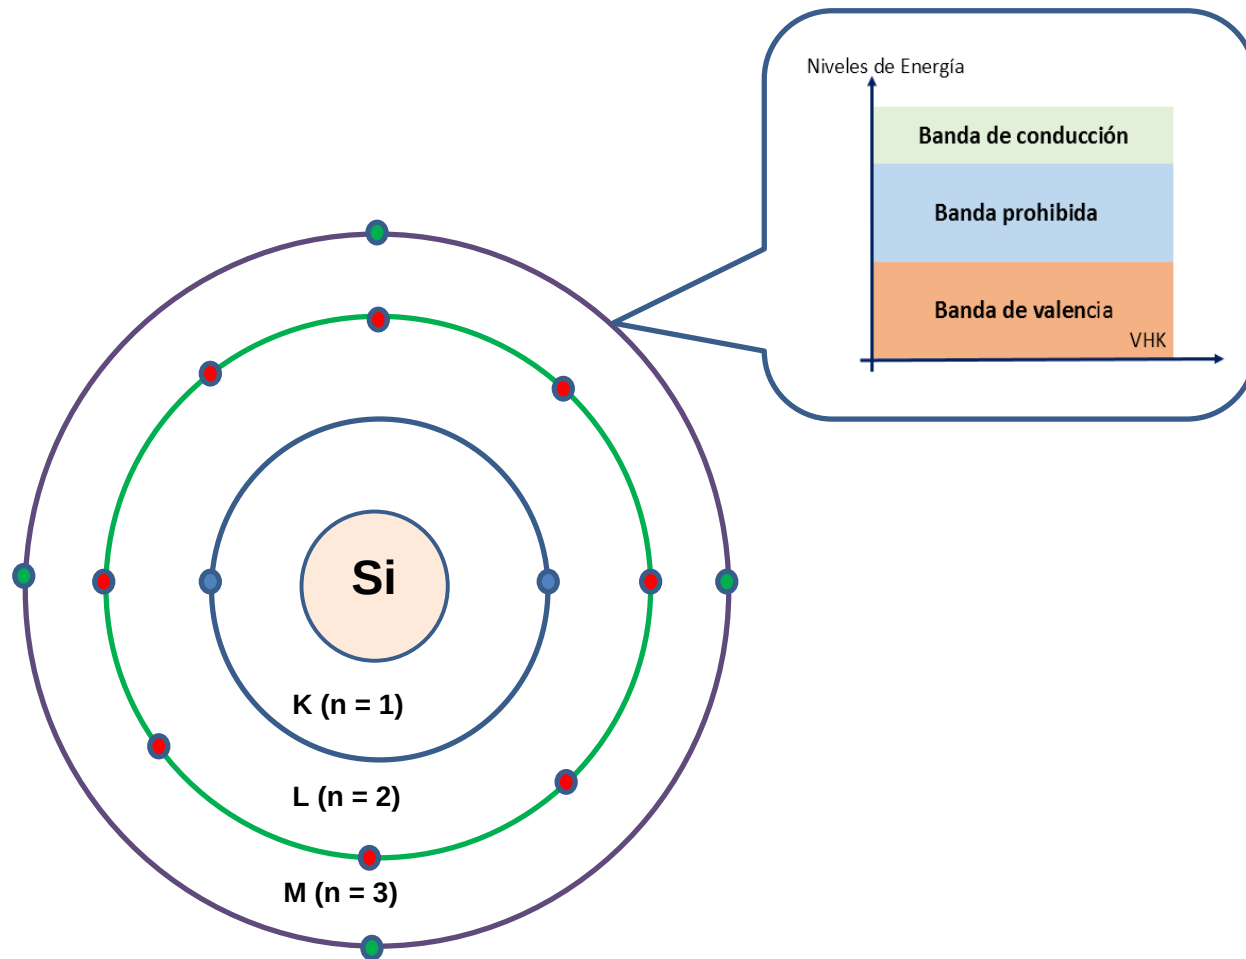 Niveles de Energía
Banda de conducción
Banda prohibida
Banda de valencia
VHK
Si
K (n = 1)
L (n = 2)
M (n = 3)